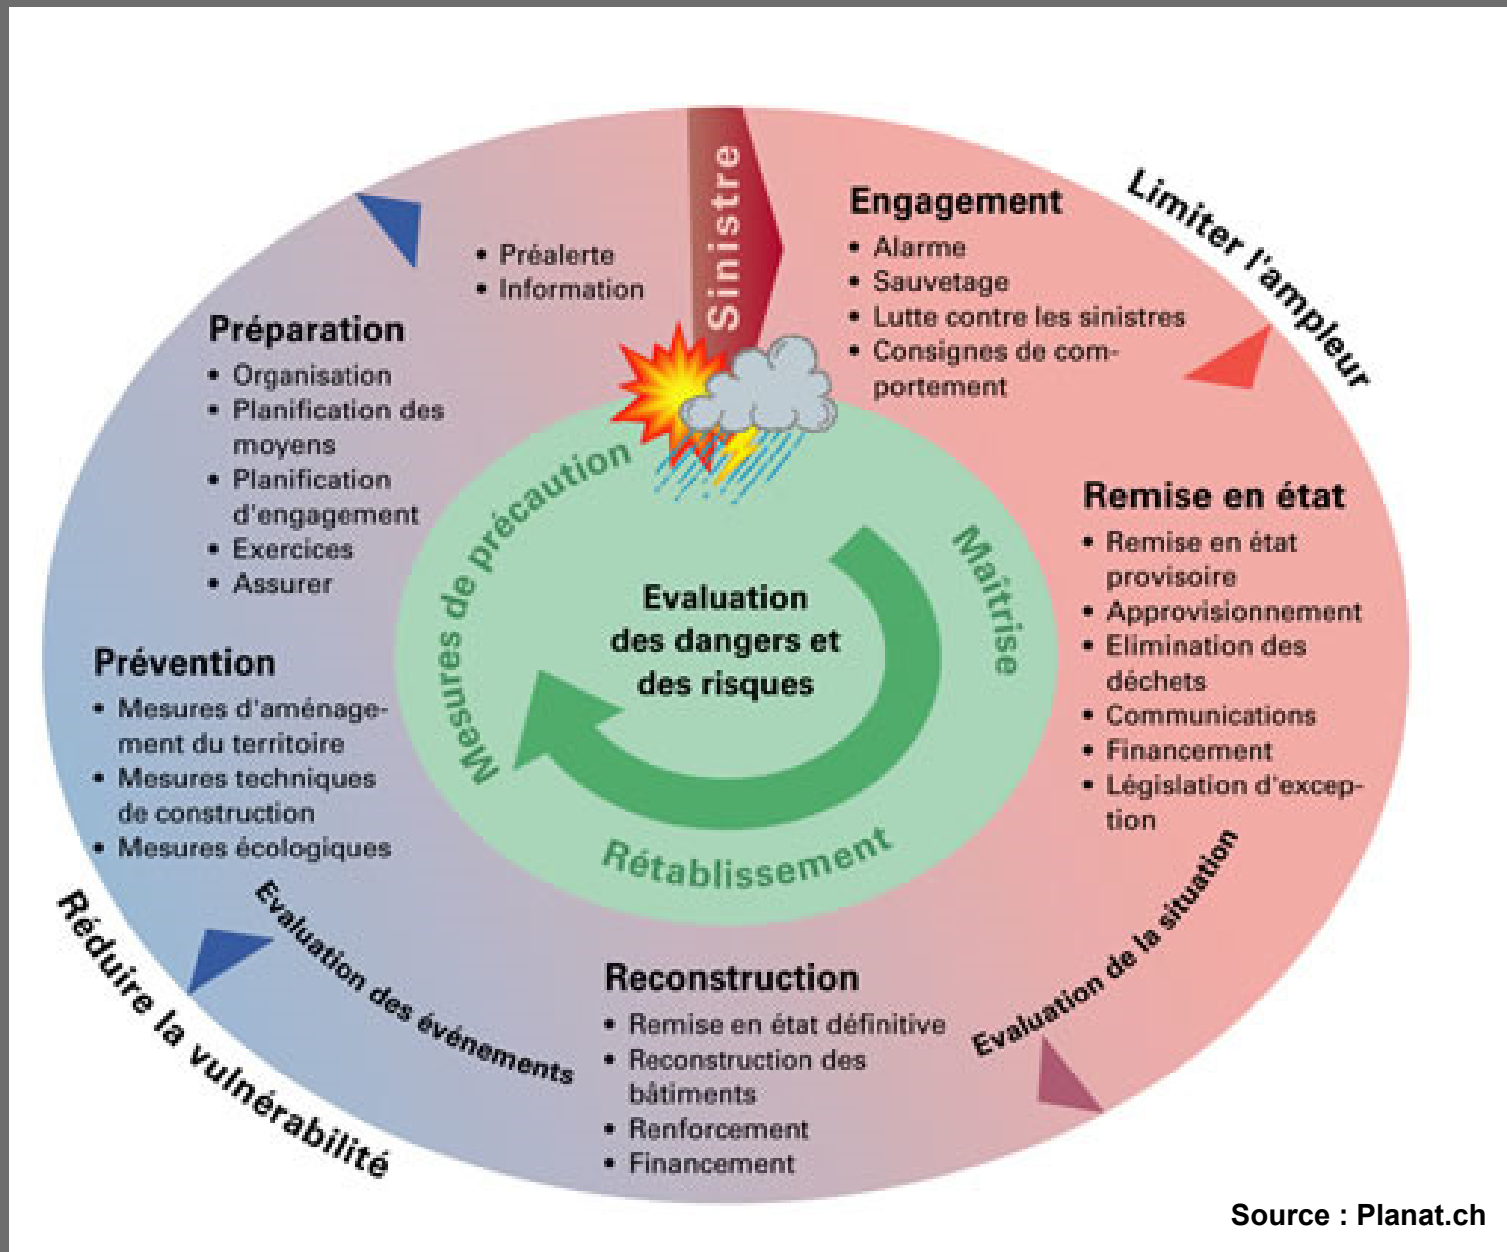 Sinistre
Engagement
• Alarme
• Sauvetage
• Lutte contre les sinistres
• Consignes de com-
portement
Limiter l'ampleur
Remise en état
• Remise en état
provisoire
• Approvisionnement
• Elimination des
déchets
• Communications
• Financement
• Législation d'excep-
tion
Evaluation de la situation
Reconstruction
• Remise en état définitive
• Reconstruction des
bâtiments
• Renforcement
• Financement
Evaluation des événements
Réduire la vulnérabilité
Prévention
• Mesures d'aménage-
ment du territoire
• Mesures techniques
de construction
• Mesures écologiques
Préparation
• Organisation
• Planification des
moyens
• Planification
d'engagement
• Exercices
• Assurer
• Préalerte
• Information
Mesures de précaution
Maîtrise
Rétablissement
Evaluation
des dangers et
des risques
Source : Planat.ch